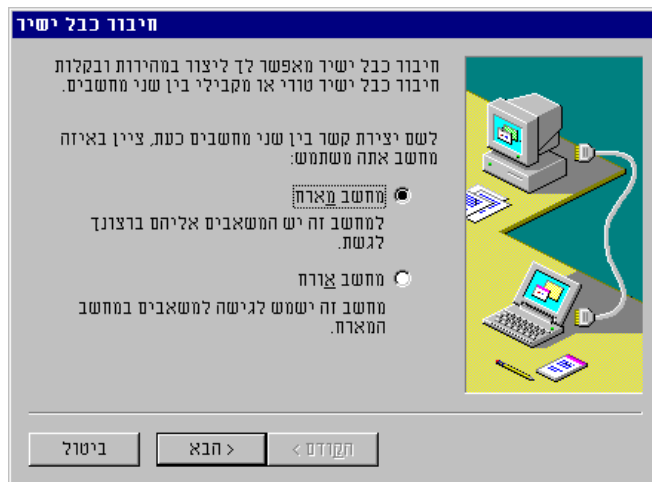 חיבור כבל ישיר
חיבור כבל ישיר מאפשר לך ליצור במהירות ובקלות
חיבור כבל ישיר טורי או מקבילי בין שני מחשבים.
לשם יצירת קשר בין שני מחשבים כעת, ציין באיזה
מחשב אתה משתמש:
מחשב מארח
למחשב זה יש המשאבים אליהם ברצונך
לגשת.
מחשב אורח
מחשב זה ישמש לגישה למשאבים במחשב
המארח.
הקודם >
< הבא
ביטול